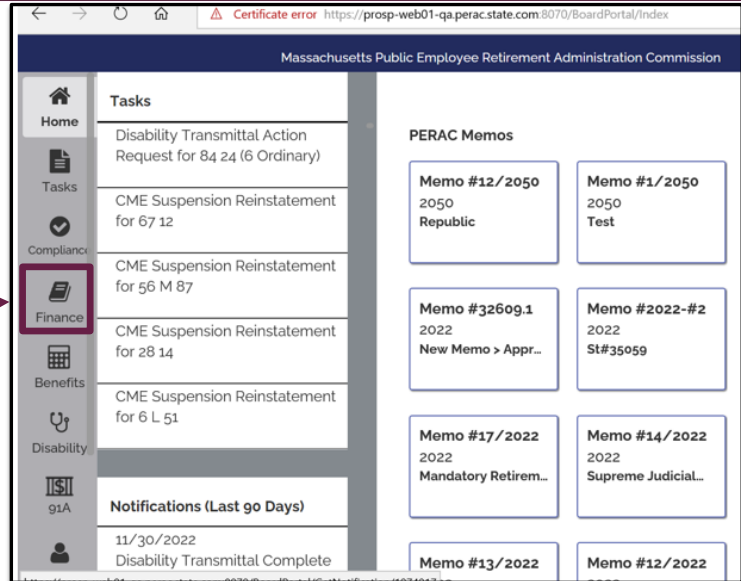 Certificate error https://prosp-web01-qa.perac.state.com:8070/BoardPortal/Index
Massachusetts Public Employee Retirement Administration Commission
Home
Tasks
Compliance
Finance
Benefits
Disability
91A
Tasks
Disability Transmittal Action
Request for 84 24 (6 Ordinary)
CME Suspension Reinstatement
for 67 12
CME Suspension Reinstatement
for 56 M 87
CME Suspension Reinstatement
for 28 14
CME Suspension Reinstatement
for 6 L 51
Notifications (Last 90 Days)
11/30/2022
Disability Transmittal Complete
PERAC Memos
Memo #12/2050
2050
Republic
Memo #1/2050
2050
Test
Memo #32609.1
2022
New Memo > Appr...
Memo #2022-#2
2022
St#35059
Memo #17/2022
2022
Mandatory Retirem...
Memo #14/2022
2022
Supreme Judicial...
Memo #13/2022
Memo #12/2022